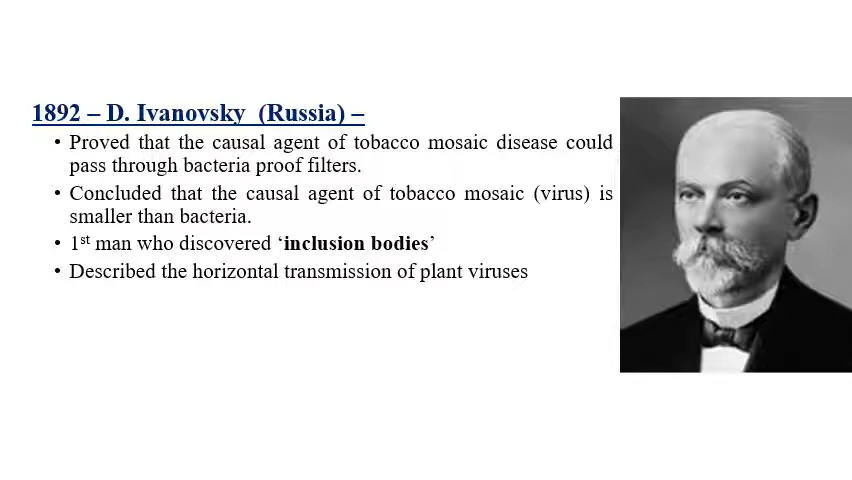 1892 – D. Ivanovsky (Russia) –
• Proved that the causal agent of tobacco mosaic disease could
pass through bacteria proof filters.
• Concluded that the causal agent of tobacco mosaic (virus) is
smaller than bacteria.
• 1st man who discovered ‘inclusion bodies’
• Described the horizontal transmission of plant viruses